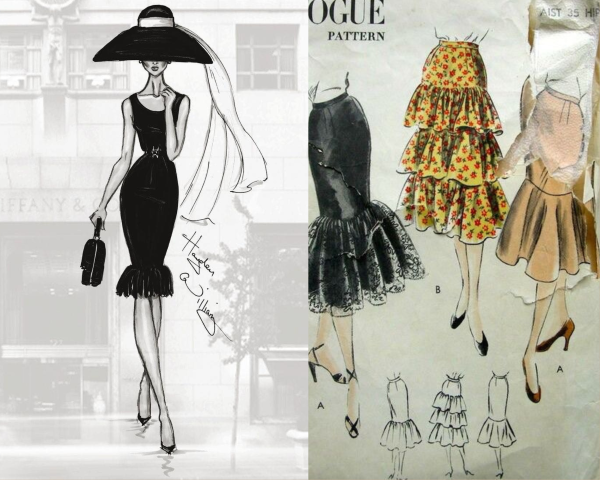 IFFANY & C
Hayden
Williams
OGUE
PATTERN
AIST 35 HIP
B
A
A